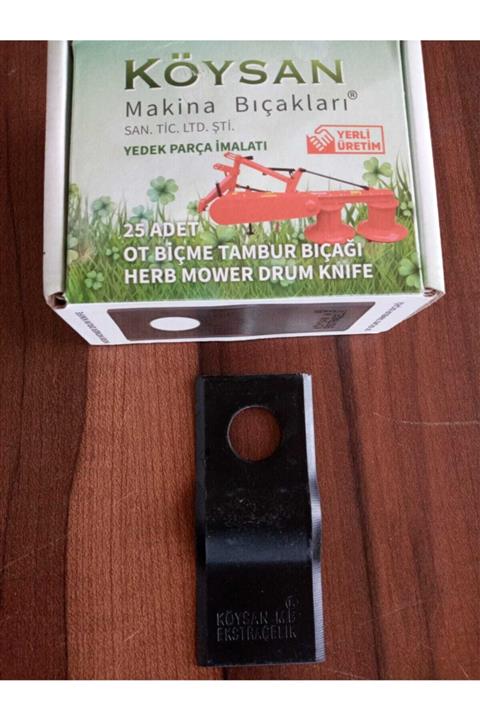 KÖYSAN
Makina Bıçakları®
SAN. TİC. LTD. ŞTİ.
YEDEK PARÇA İMALATI
YERLİ
ÜRETİM
25 ADET
OT BİÇME TAMBUR BIÇAĞI
HERB MOWER DRUM KNIFE
KÖYSAN M.B
EKSTRAÇELİK